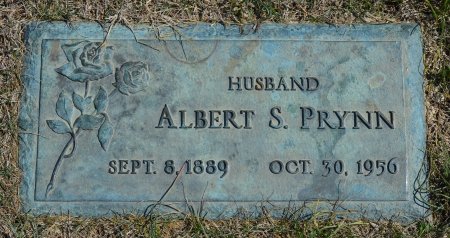 HUSBAND
ALBERT S. PRYNN
SEPT. 8, 1889 OCT. 30, 1956